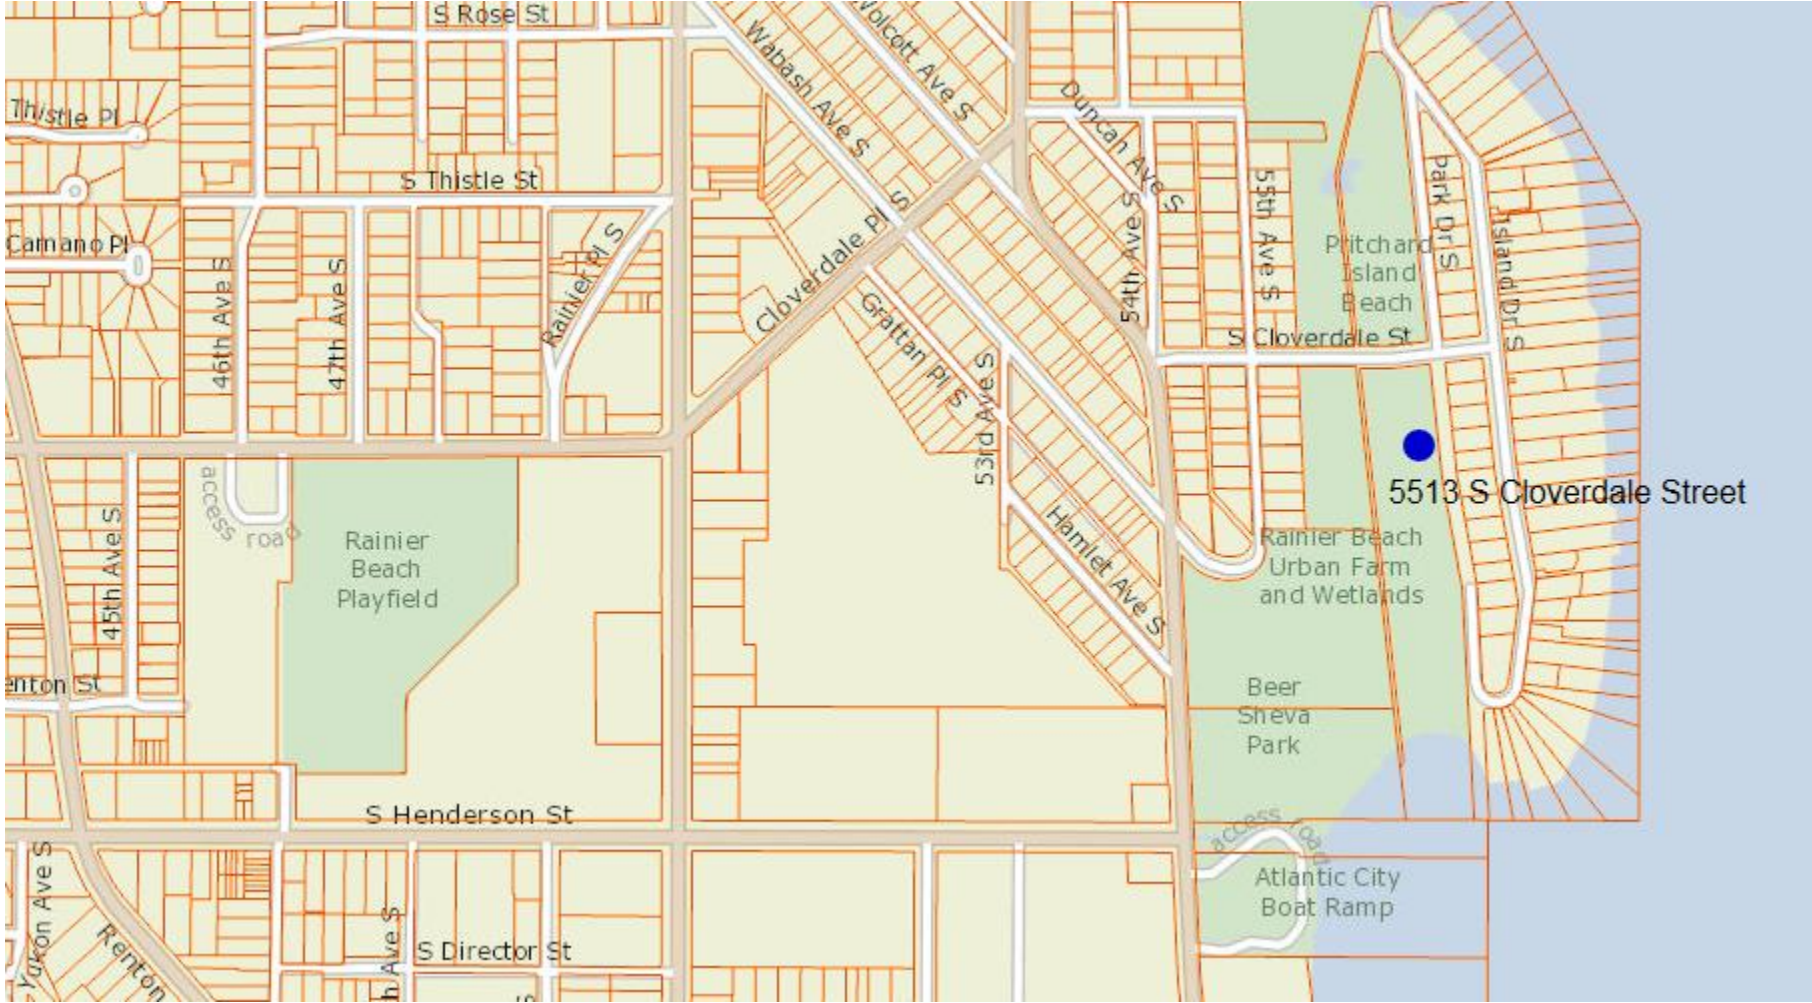 S Rose St
Wabash Ave S
Wolcott Ave S
Thistle Pl
Duncan Ave S
S Thistle St
Park Dr S
55th Ave S
54th Ave S
Camano Pl
Rainier Pl S
Cloverdale Pl S
Pritchard
Island
Beach
Island Dr S
46th Ave S
47th Ave S
Grattan Pl S
S Cloverdale St
53rd Ave S
5513 S Cloverdale Street
access road
45th Ave S
Rainier
Beach
Playfield
Hamlet Ave S
Rainier Beach
Urban Farm
and Wetlands
enton St
Beer
Sheva
Park
S Henderson St
access road
Yukon Ave S
Atlantic City
Boat Ramp
Renton
h Ave S
S Director St
S